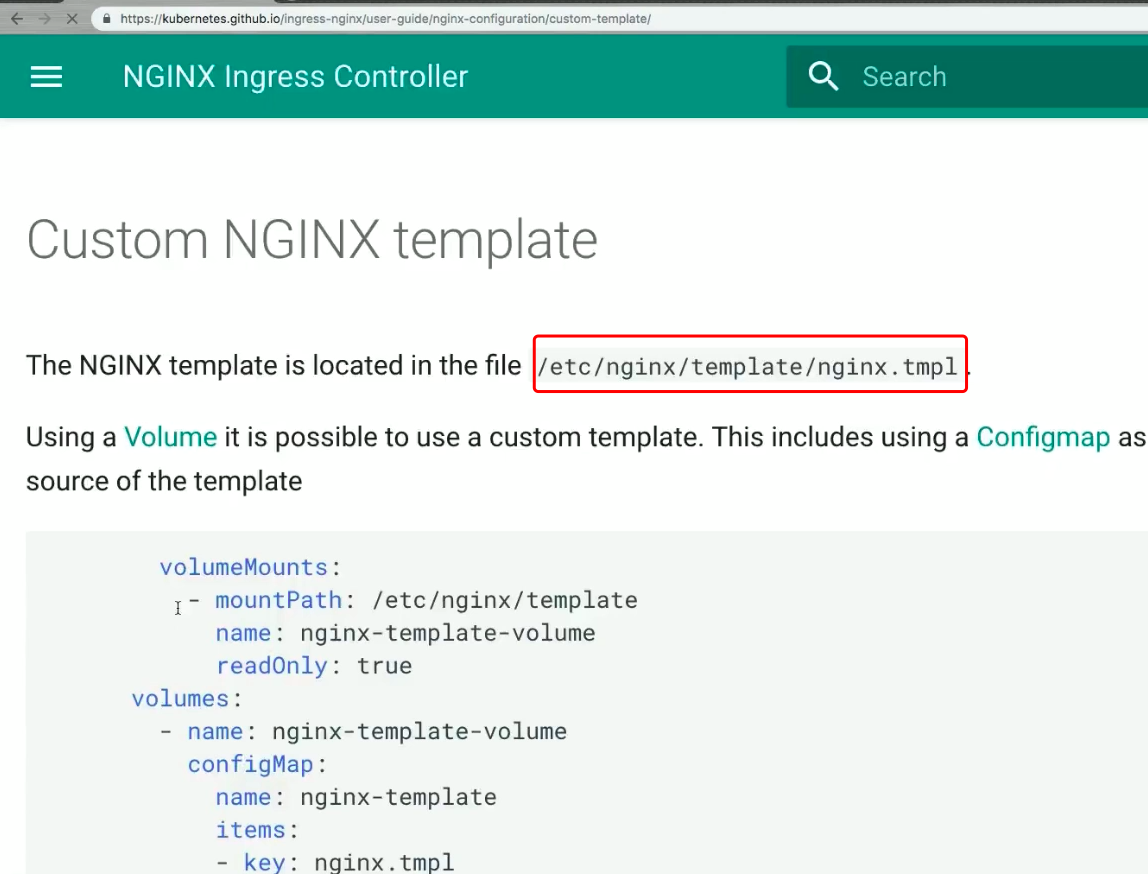 https://kubernetes.github.io/ingress-nginx/user-guide/nginx-configuration/custom-template/
NGINX Ingress Controller
Search
Custom NGINX template
The NGINX template is located in the file /etc/nginx/template/nginx.tmpl.
Using a Volume it is possible to use a custom template. This includes using a Configmap as
source of the template
volumeMounts:
- mountPath: /etc/nginx/template
name: nginx-template-volume
readOnly: true
volumes:
- name: nginx-template-volume
configMap:
name: nginx-template
items:
- key: nginx.tmpl